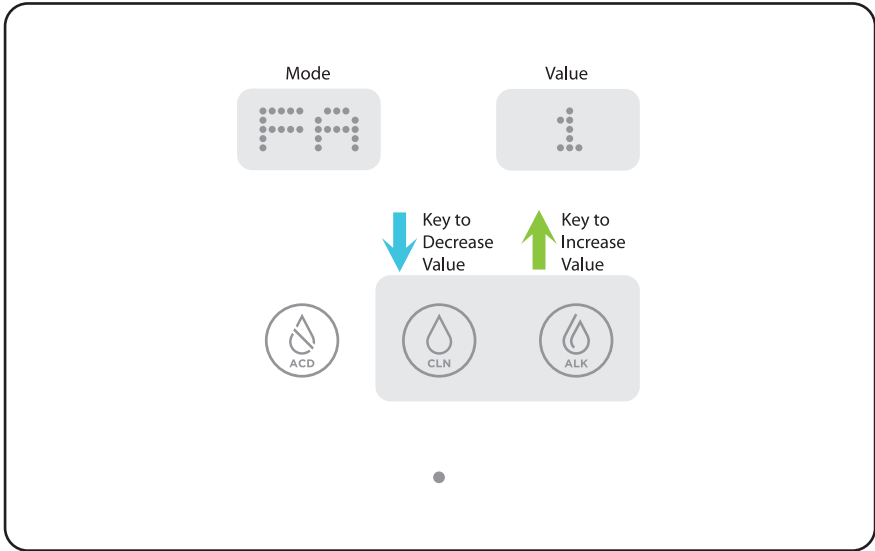 Mode
Value
FA
1
Key to
Decrease
Value
Key to
Increase
Value
ACD
CLN
ALK